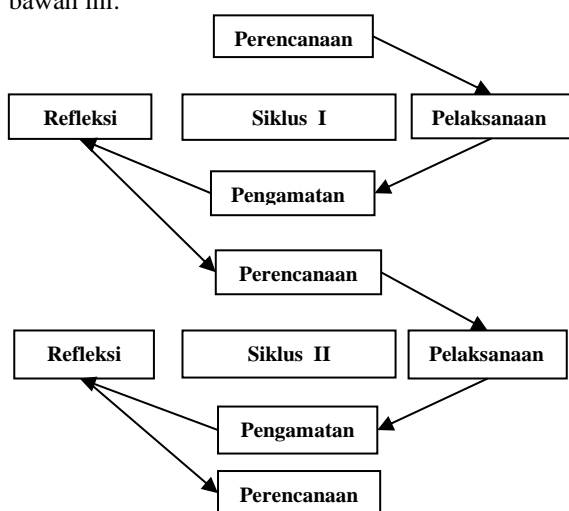 bawah ini:
Perencanaan
Refleksi
Siklus I
Pelaksanaan
Pengamatan
Perencanaan
Refleksi
Siklus II
Pelaksanaan
Pengamatan
Perencanaan